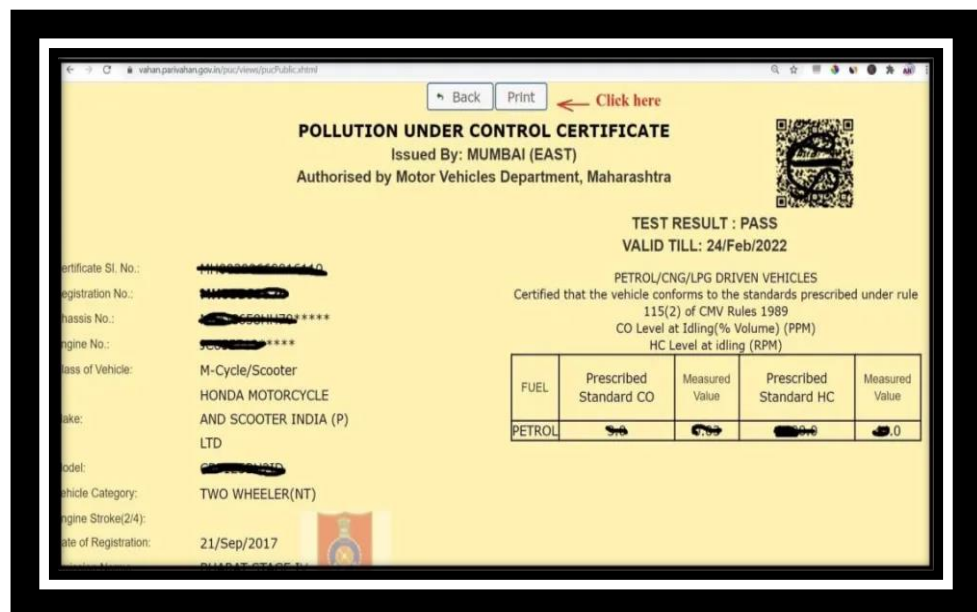 vahan.parivahan.gov.in/puc/views/pucPublic.xhtml
Back Print Click here
POLLUTION UNDER CONTROL CERTIFICATE
Issued By: MUMBAI (EAST)
Authorised by Motor Vehicles Department, Maharashtra
TEST RESULT : PASS
VALID TILL: 24/Feb/2022
PETROL/CNG/LPG DRIVEN VEHICLES
Certified that the vehicle conforms to the standards prescribed under rule
115(2) of CMV Rules 1989
CO Level at Idling(% Volume) (PPM)
HC Level at idling (RPM)
FUEL Prescribed Standard CO Measured Value Prescribed Standard HC Measured Value
PETROL .0
ertificate Sl. No.:
egistration No.:
hassis No.: *****
ngine No.: ****
lass of Vehicle: M-Cycle/Scooter
HONDA MOTORCYCLE
ake: AND SCOOTER INDIA (P)
LTD
odel:
ehicle Category: TWO WHEELER(NT)
ngine Stroke(2/4):
ate of Registration: 21/Sep/2017
BHARAT STAGE IV